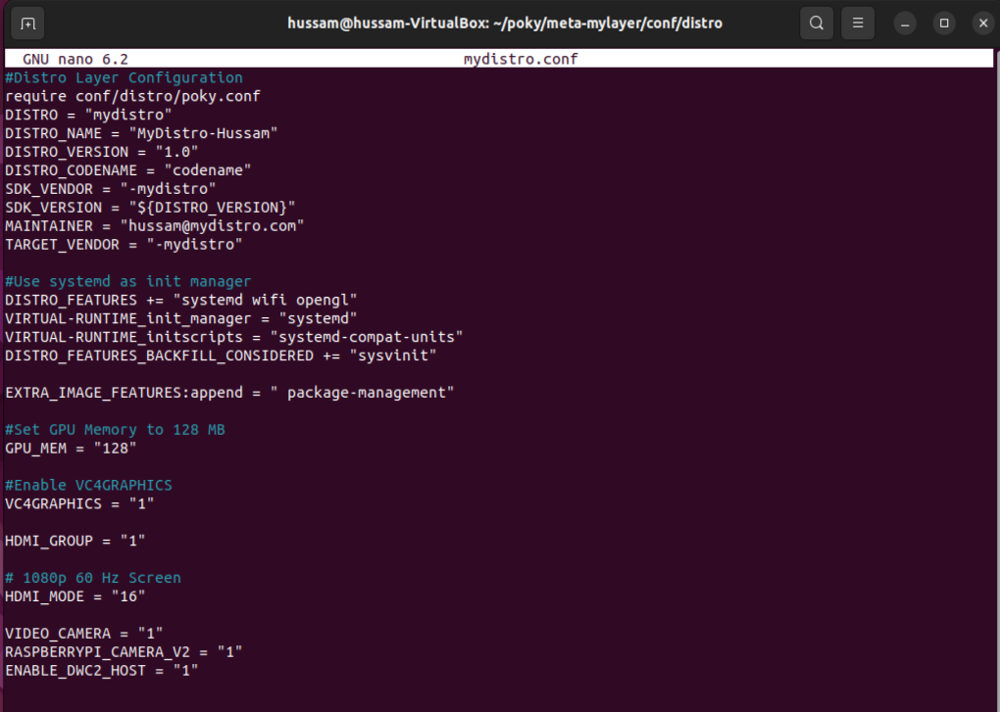 hussam@hussam-VirtualBox: ~/poky/meta-mylayer/conf/distro
GNU nano 6.2 mydistro.conf
#Distro Layer Configuration
require conf/distro/poky.conf
DISTRO = "mydistro"
DISTRO_NAME = "MyDistro-Hussam"
DISTRO_VERSION = "1.0"
DISTRO_CODENAME = "codename"
SDK_VENDOR = "-mydistro"
SDK_VERSION = "${DISTRO_VERSION}"
MAINTAINER = "hussam@mydistro.com"
TARGET_VENDOR = "-mydistro"
#Use systemd as init manager
DISTRO_FEATURES += "systemd wifi opengl"
VIRTUAL-RUNTIME_init_manager = "systemd"
VIRTUAL-RUNTIME_initscripts = "systemd-compat-units"
DISTRO_FEATURES_BACKFILL_CONSIDERED += "sysvinit"
EXTRA_IMAGE_FEATURES:append = " package-management"
#Set GPU Memory to 128 MB
GPU_MEM = "128"
#Enable VC4GRAPHICS
VC4GRAPHICS = "1"
HDMI_GROUP = "1"
# 1080p 60 Hz Screen
HDMI_MODE = "16"
VIDEO_CAMERA = "1"
RASPBERRYPI_CAMERA_V2 = "1"
ENABLE_DWC2_HOST = "1"